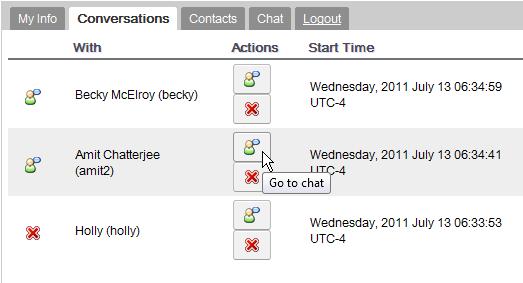 My Info Conversations Contacts Chat Logout
With Actions Start Time
Becky McElroy (becky)
Wednesday, 2011 July 13 06:34:59
UTC-4
Amit Chatterjee
(amit2)
Wednesday, 2011 July 13 06:34:41
UTC-4
Go to chat
Holly (holly)
Wednesday, 2011 July 13 06:33:53
UTC-4